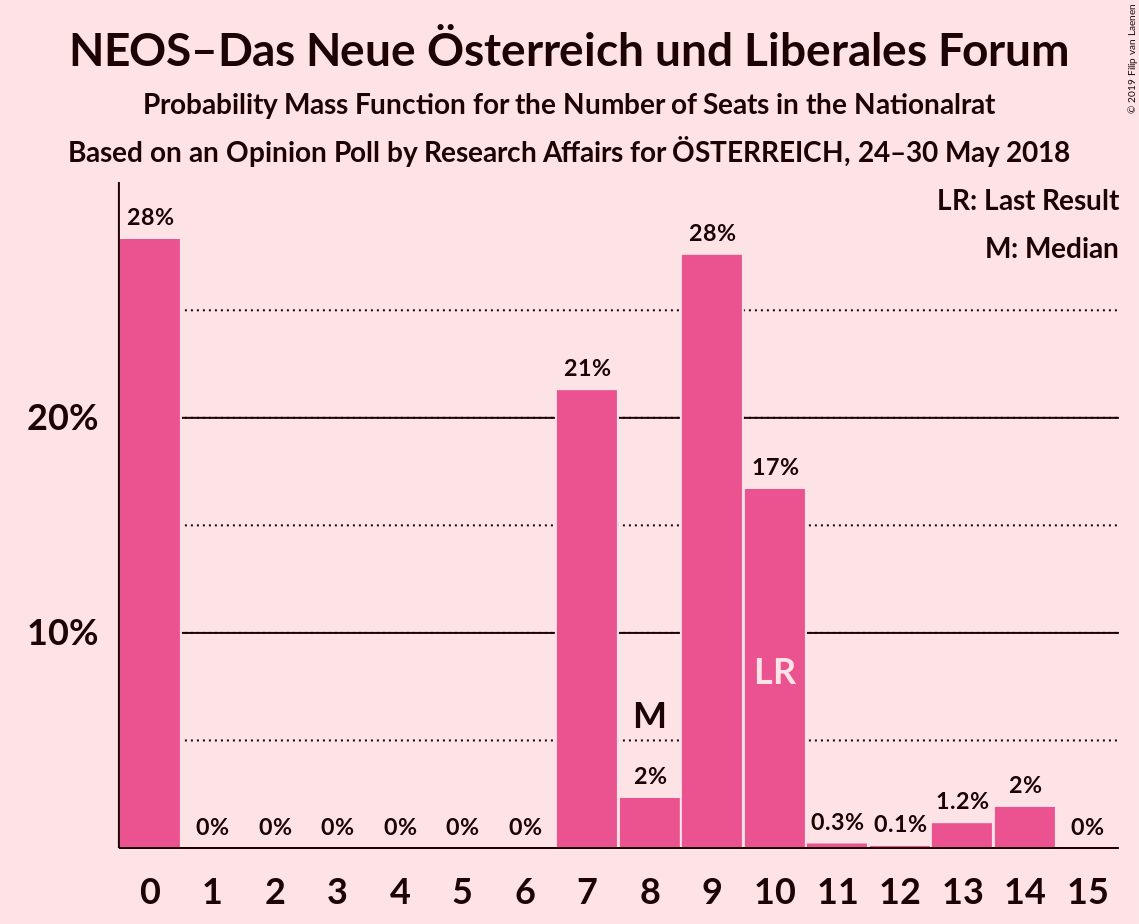 NEOS–Das Neue Österreich und Liberales Forum
Probability Mass Function for the Number of Seats in the Nationalrat
Based on an Opinion Poll by Research Affairs for ÖSTERREICH, 24–30 May 2018
© 2019 Filip van Laenen
LR: Last Result
M: Median
28%
28%
21%
20%
17%
10%
LR
M
2%
2%
1.2%
0% 0% 0% 0% 0% 0% 0.3% 0.1% 0%
0 1 2 3 4 5 6 7 8 9 10 11 12 13 14 15